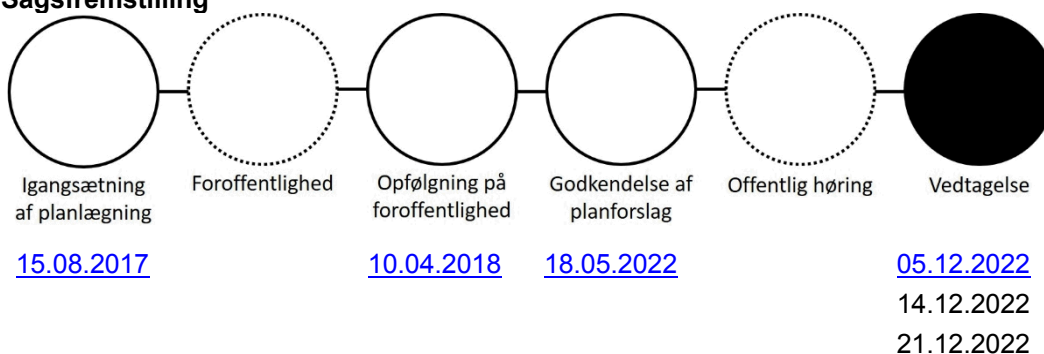 Sagsfremstilling
Igangsætning
af planlægning
Foroffentlighed
Opfølgning på
foroffentlighed
Godkendelse af
planforslag
Offentlig høring
Vedtagelse
15.08.2017
10.04.2018
18.05.2022
05.12.2022
14.12.2022
21.12.2022